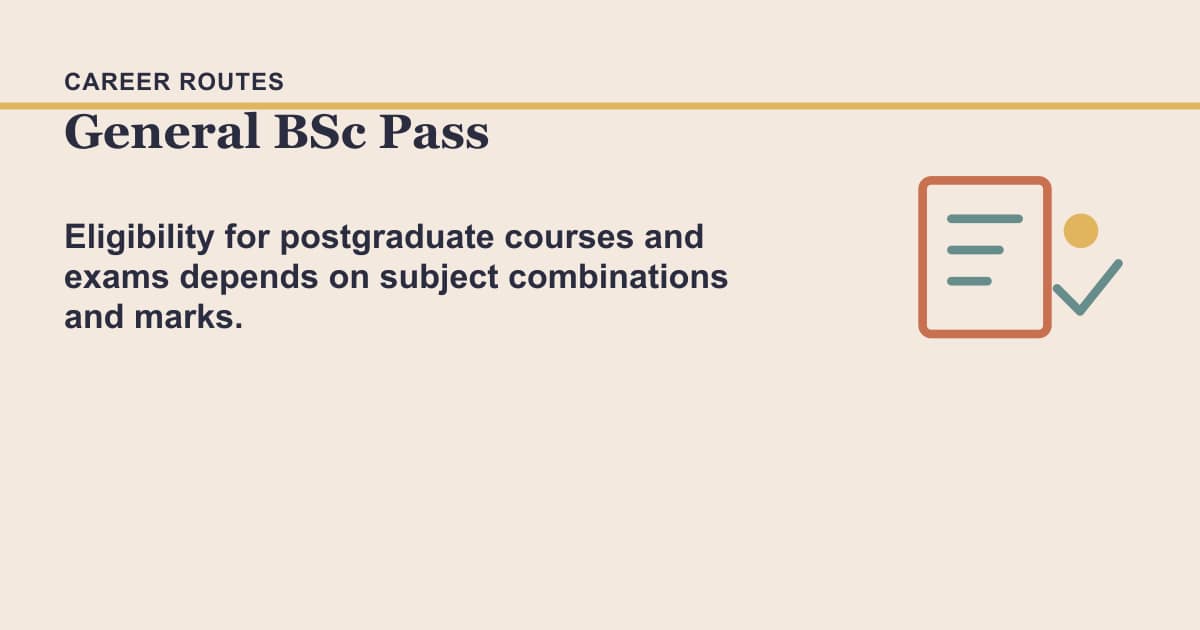 CAREER ROUTES
General BSc Pass
Eligibility for postgraduate courses and
exams depends on subject combinations
and marks.